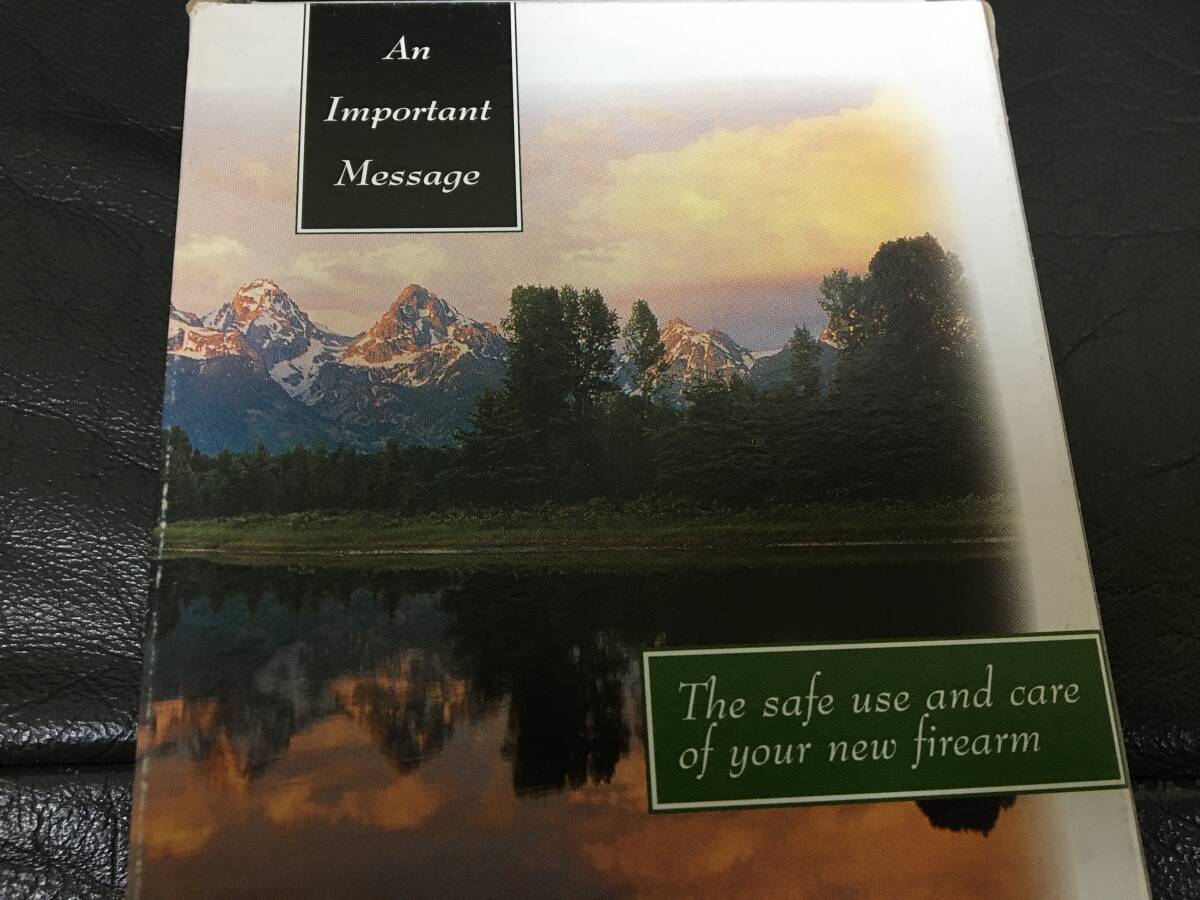 An
Important
Message
The safe use and care
of your new firearm